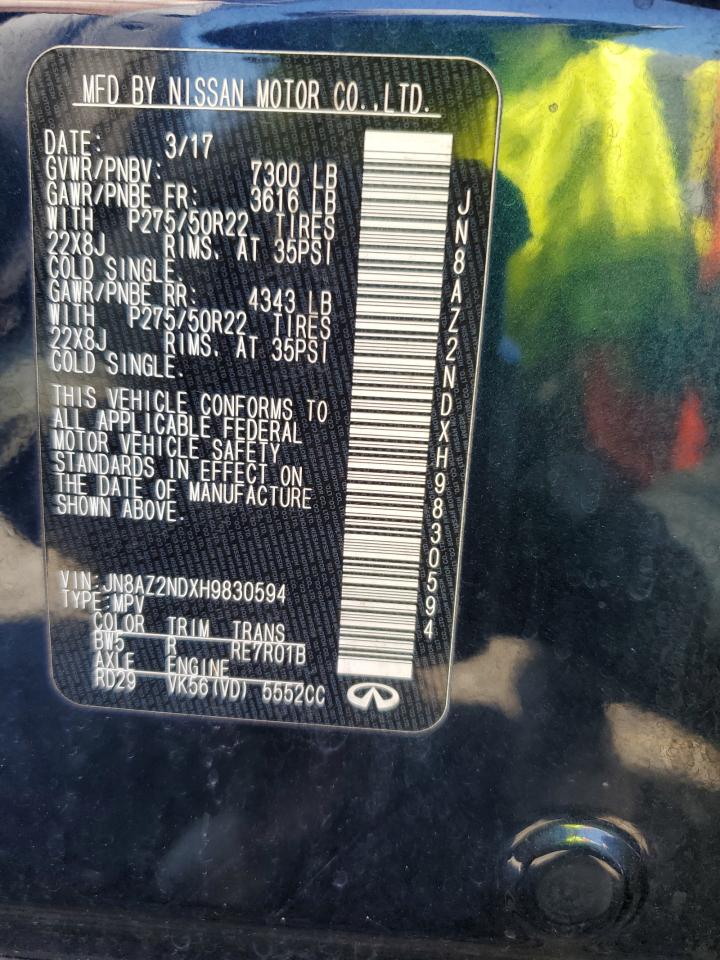 MFD BY NISSAN MOTOR CO.,LTD.
DATE: 3/17
GVWR/PNBV: 7300 LB
GAWR/PNBE FR: 3616 LB
WITH P275/50R22 TIRES
22X8J RIMS. AT 35PSI
COLD SINGLE.
GAWR/PNBE RR: 4343 LB
WITH P275/50R22 TIRES
22X8J RIMS. AT 35PSI
COLD SINGLE.
THIS VEHICLE CONFORMS TO
ALL APPLICABLE FEDERAL
MOTOR VEHICLE SAFETY
STANDARDS IN EFFECT ON
THE DATE OF MANUFACTURE
SHOWN ABOVE.
VIN:JN8AZ2NDXH9830594
TYPE:MPV
COLOR TRIM TRANS
BW5 R RE7R01B
AXLE ENGINE
RD29 VK56(VD) 5552CC
JN8AZ2NDXH9830594